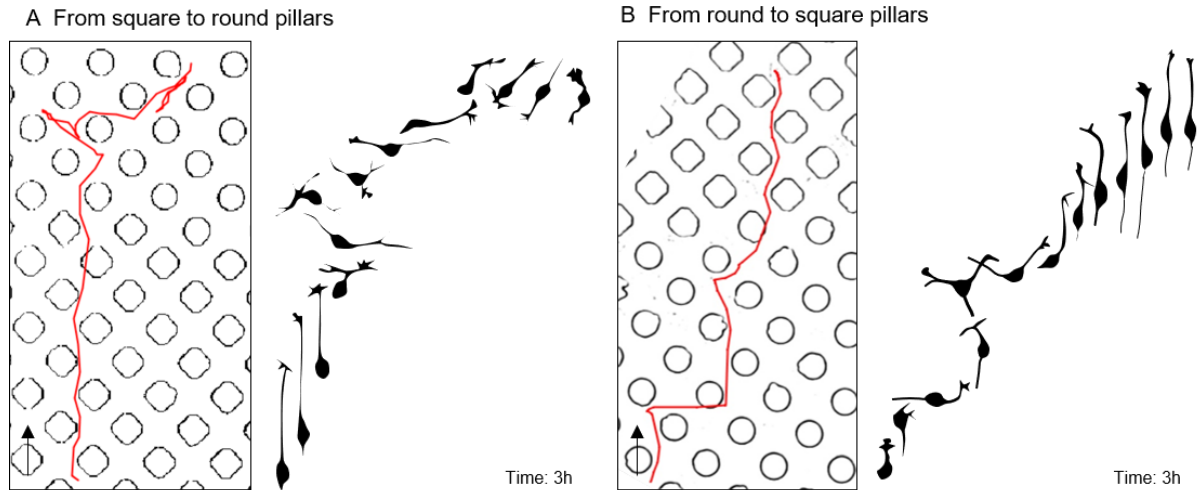 A From square to round pillars
B From round to square pillars
Time: 3h
Time: 3h